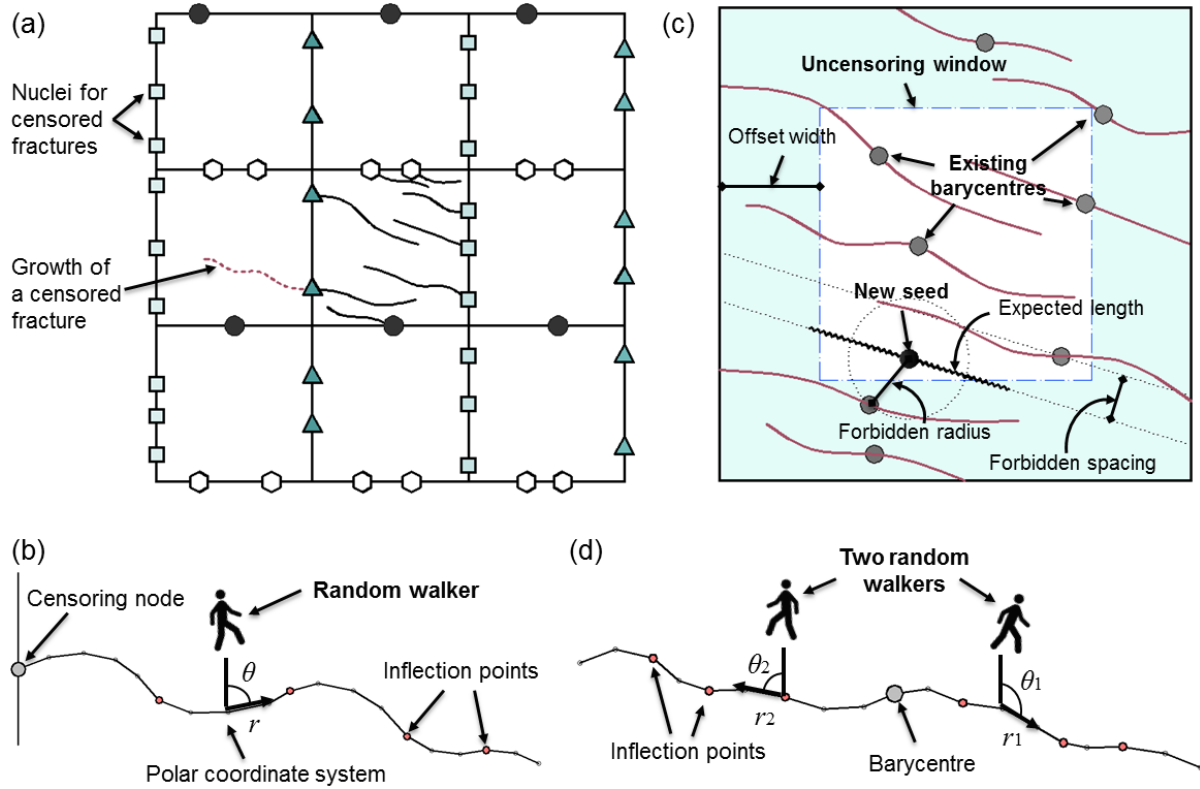 (a)
Nuclei for
censored
fractures
Growth of
a censored
fracture
(c)
Uncensoring window
Offset width
Existing
barycentres
New seed
Expected length
Forbidden radius
Forbidden spacing
(b)
Censoring node
Random walker
θ
r
Inflection points
Polar coordinate system
(d)
Two random
walkers
θ2
r2
θ1
r1
Inflection points
Barycentre